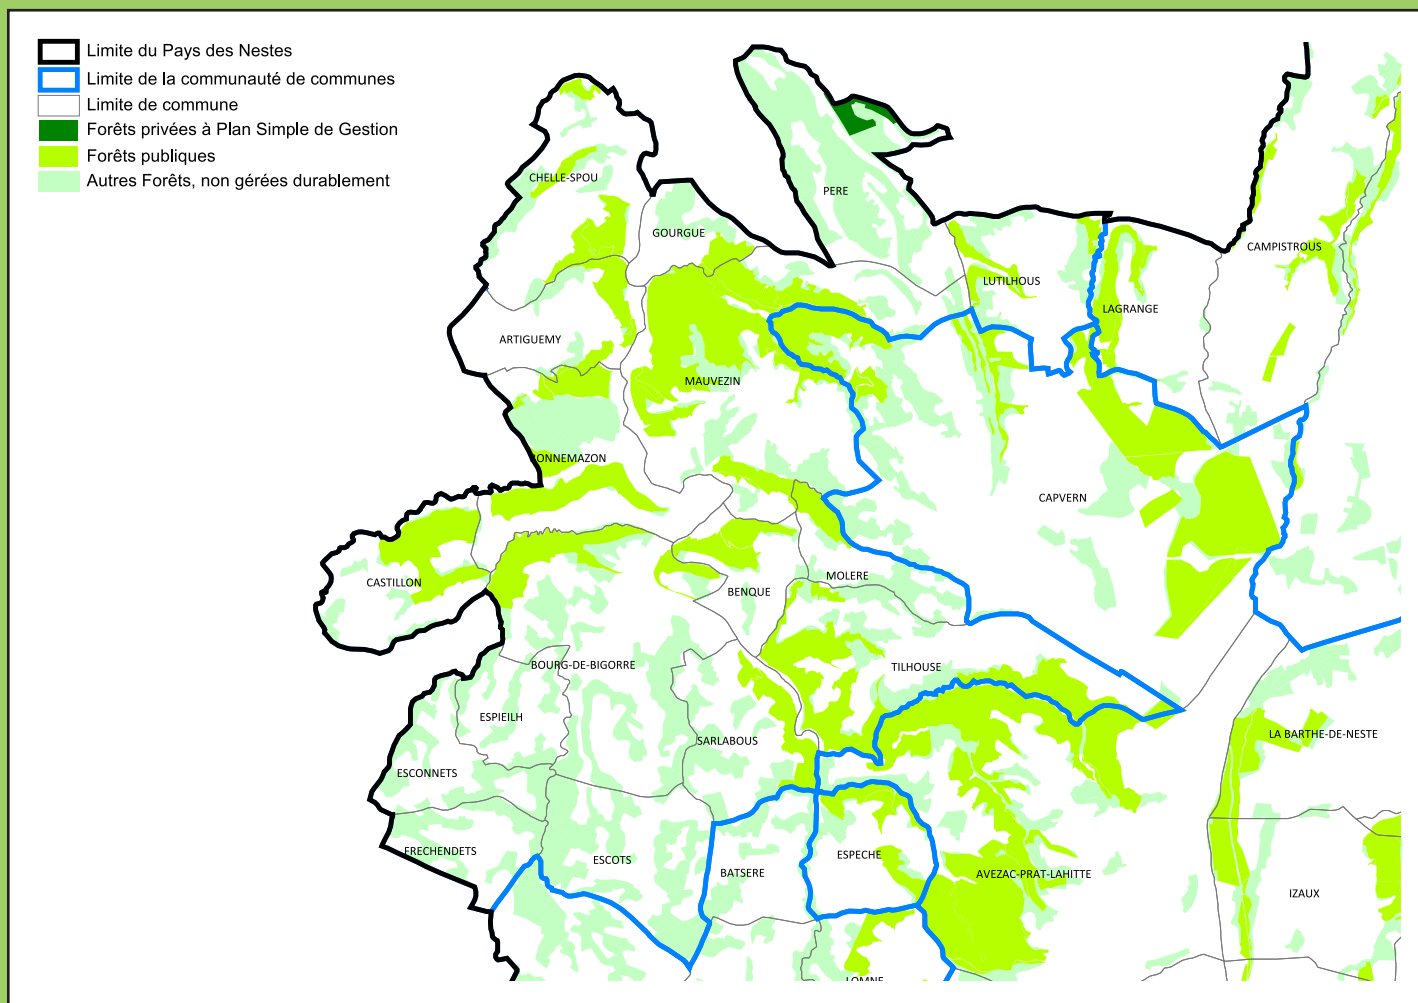 Limite du Pays des Nestes
Limite de la communauté de communes
Limite de commune
Forêts privées à Plan Simple de Gestion
Forêts publiques
Autres Forêts, non gérées durablement
CHELLE-SPOU
PERE
GOURGUE
CAMPISTROUS
LUTILHOUS
LAGRANGE
ARTIGUEMY
MAUVEZIN
BONNEMAZON
CAPVERN
CASTILLON
MOLERE
BENQUE
BOURG-DE-BIGORRE
TILHOUSE
ESPIEILH
SARLABOUS
LA BARTHE-DE-NESTE
ESCONNETS
FRECHENDETS
ESCOTS
ESPECHE
BATSERE
AVEZAC-PRAT-LAHITTE
IZAUX
LOMNE